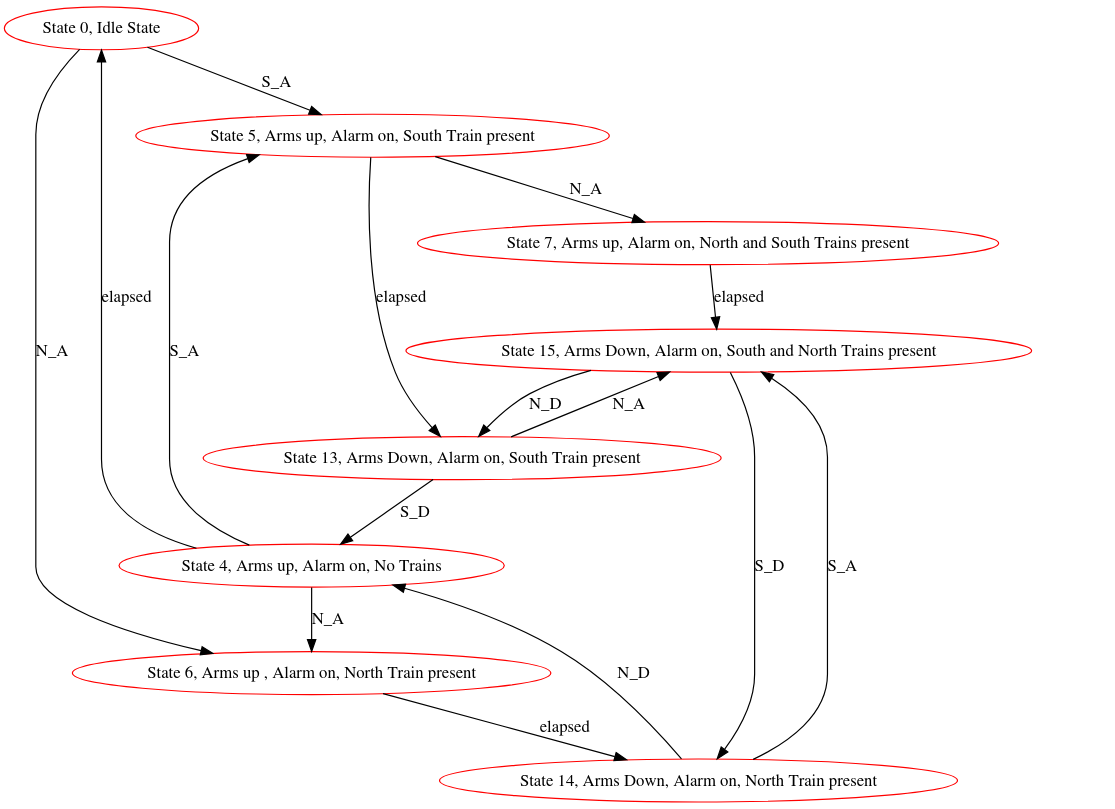 State 0, Idle State
S_A
State 5, Arms up, Alarm on, South Train present
N_A
State 7, Arms up, Alarm on, North and South Trains present
elapsed
elapsed
elapsed
N_A
S_A
State 15, Arms Down, Alarm on, South and North Trains present
N_D
N_A
State 13, Arms Down, Alarm on, South Train present
S_D
State 4, Arms up, Alarm on, No Trains
S_D
S_A
N_A
State 6, Arms up , Alarm on, North Train present
N_D
elapsed
State 14, Arms Down, Alarm on, North Train present